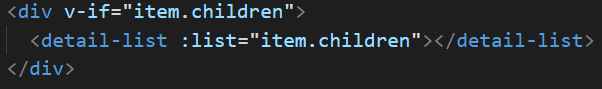 <div v-if="item.children">
  <detail-list :list="item.children"></detail-list>
</div>